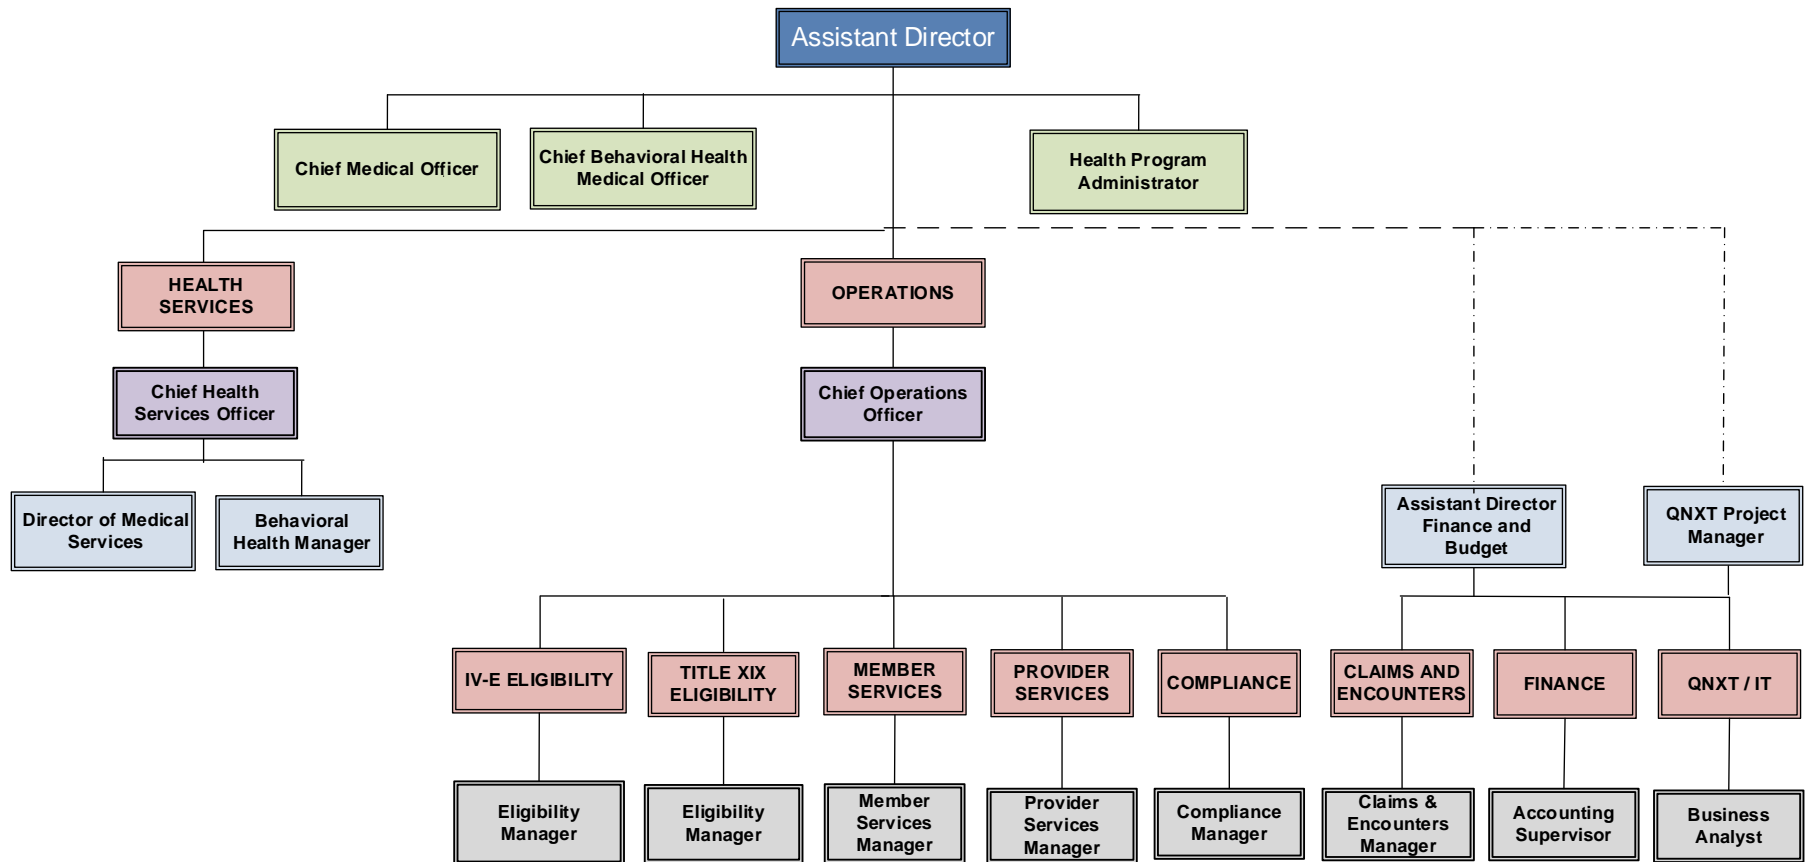 Assistant Director
Chief Medical Officer
Chief Behavioral Health
Medical Officer
Health Program
Administrator
HEALTH
SERVICES
OPERATIONS
Chief Health
Services Officer
Chief Operations
Officer
Director of Medical
Services
Behavioral
Health Manager
Assistant Director
Finance and
Budget
QNXT Project
Manager
IV-E ELIGIBILITY
TITLE XIX
ELIGIBILITY
MEMBER
SERVICES
PROVIDER
SERVICES
COMPLIANCE
CLAIMS AND
ENCOUNTERS
FINANCE
QNXT / IT
Eligibility
Manager
Eligibility
Manager
Member
Services
Manager
Provider
Services
Manager
Compliance
Manager
Claims &
Encounters
Manager
Accounting
Supervisor
Business
Analyst